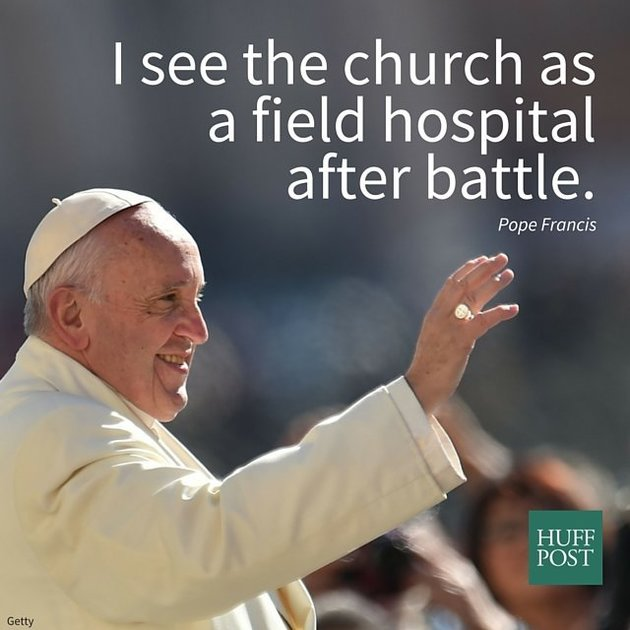 I see the church as
a field hospital
after battle.
Pope Francis
HUFF
POST
Getty